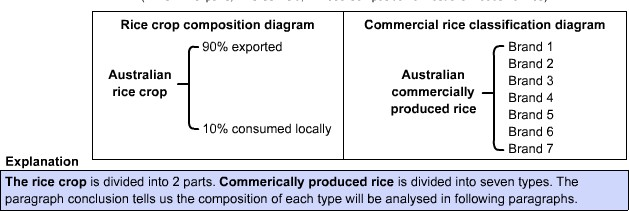 Rice crop composition diagram
90% exported
Australian
rice crop
10% consumed locally
Commercial rice classification diagram
Brand 1
Brand 2
Brand 3
Australian
commercially
produced rice
Brand 4
Brand 5
Brand 6
Brand 7
Explanation
The rice crop is divided into 2 parts. Commerically produced rice is divided into seven types. The
paragraph conclusion tells us the composition of each type will be analysed in following paragraphs.